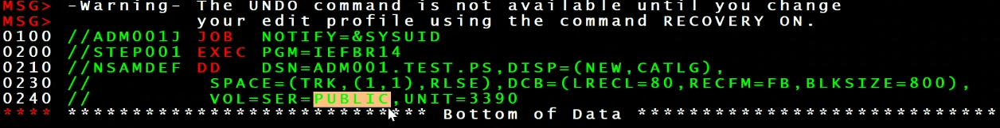 MSG> -Warning- The UNDO command is not available until you change
MSG>           your edit profile using the command RECOVERY ON.
0100 //ADM001J JOB  NOTIFY=&SYSUID
0200 //STEP001 EXEC PGM=IEFBR14
0210 //NSAMDEF DD   DSN=ADM001.TEST.PS,DISP=(NEW,CATLG),
0230 //         SPACE=(TRK,(1,1),RLSE),DCB=(LRECL=80,RECFM=FB,BLKSIZE=800),
0240 //         VOL=SER=PUBLIC,UNIT=3390
**** **************************** Bottom of Data ****************************